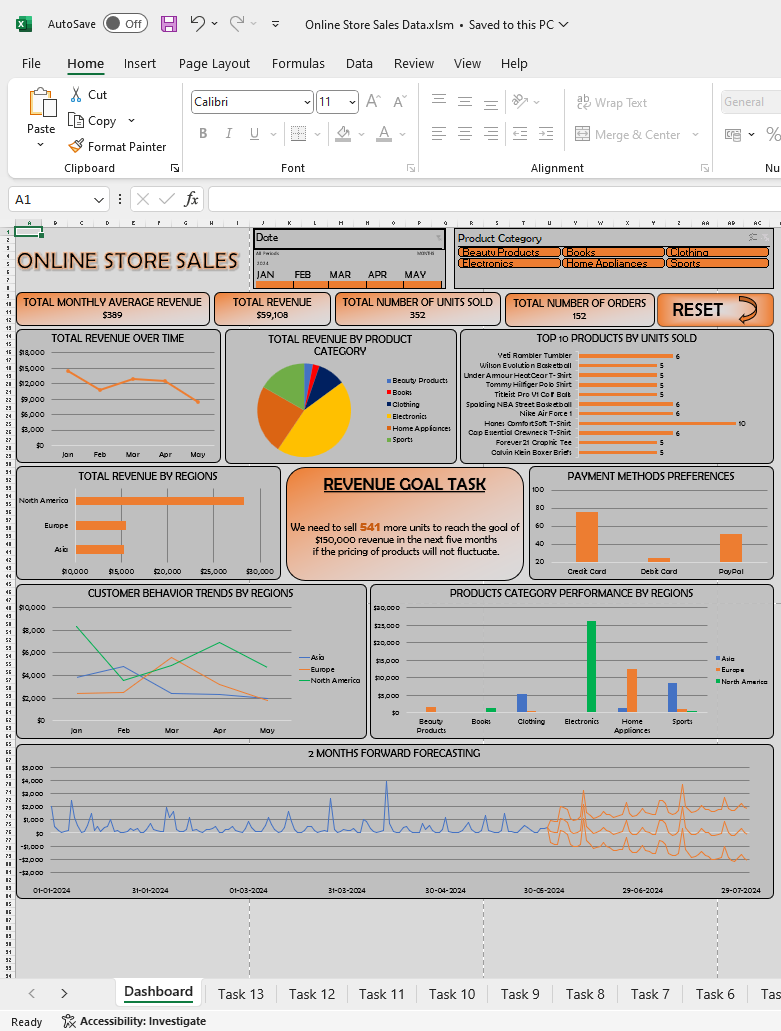 AutoSave Off Online Store Sales Data.xlsm • Saved to this PC
File Home Insert Page Layout Formulas Data Review View Help
Paste
Cut
Copy
Format Painter
Calibri 11
B I U A
Wrap Text
Merge & Center
General
%
Clipboard Font Alignment Nu
A1 fx
ONLINE STORE SALES
Date
All Periods MONTHS
2024
JAN FEB MAR APR MAY
Product Category
Beauty Products Books Clothing
Electronics Home Appliances Sports
TOTAL MONTHLY AVERAGE REVENUE
$389
TOTAL REVENUE
$59,108
TOTAL NUMBER OF UNITS SOLD
352
TOTAL NUMBER OF ORDERS
152
RESET
TOTAL REVENUE OVER TIME
$18,000
$15,000
$12,000
$9,000
$6,000
$3,000
$0
Jan Feb Mar Apr May
TOTAL REVENUE BY PRODUCT
CATEGORY
Beauty Products
Books
Clothing
Electronics
Home Appliances
Sports
TOP 10 PRODUCTS BY UNITS SOLD
Yeti Rambler Tumbler 6
Wilson Evolution Basketball 5
Under Armour HeatGear T-Shirt 5
Tommy Hilfiger Polo Shirt 5
Titleist Pro V1 Golf Balls 5
Spalding NBA Street Basketball 6
Nike Air Force 1 6
Hanes ComfortSoft T-Shirt 10
Gap Essential Crewneck T-Shirt 6
Forever 21 Graphic Tee 5
Calvin Klein Boxer Briefs 5
TOTAL REVENUE BY REGIONS
North America
Europe
Asia
$10,000 $15,000 $20,000 $25,000 $30,000
REVENUE GOAL TASK
We need to sell 541 more units to reach the goal of
$150,000 revenue in the next five months
if the pricing of products will not fluctuate.
PAYMENT METHODS PREFERENCES
100
80
60
40
20
Credit Card Debit Card PayPal
CUSTOMER BEHAVIOR TRENDS BY REGIONS
$10,000
$8,000
$6,000
$4,000
$2,000
$0
Jan Feb Mar Apr May
Asia
Europe
North America
PRODUCTS CATEGORY PERFORMANCE BY REGIONS
$30,000
$25,000
$20,000
$15,000
$10,000
$5,000
$0
Beauty Products Books Clothing Electronics Home Appliances Sports
Asia
Europe
North America
2 MONTHS FORWARD FORECASTING
$5,000
$4,000
$3,000
$2,000
$1,000
$0
-$1,000
-$2,000
-$3,000
01-01-2024 31-01-2024 01-03-2024 31-03-2024 30-04-2024 30-05-2024 29-06-2024 29-07-2024
Dashboard Task 13 Task 12 Task 11 Task 10 Task 9 Task 8 Task 7 Task 6 Tas
Ready Accessibility: Investigate